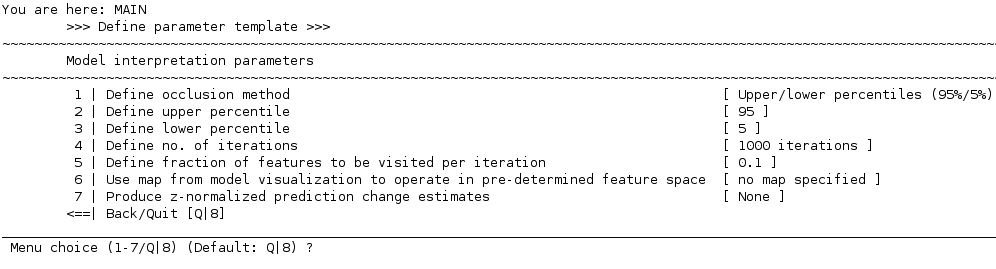 You are here: MAIN
>>> Define parameter template >>>
~~~~~~~~~~~~~~~~~~~~~~~~~~~~~~~~~~~~~~~~~~~~~~~~~~~~~~~~~~~~~~~~~~~~~~~~~~~~~~~~~~~~~~~~~~~~~~~~~~~~~~~~~~~~~~~~~~~~~~~~~~~~
Model interpretation parameters
~~~~~~~~~~~~~~~~~~~~~~~~~~~~~~~~~~~~~~~~~~~~~~~~~~~~~~~~~~~~~~~~~~~~~~~~~~~~~~~~~~~~~~~~~~~~~~~~~~~~~~~~~~~~~~~~~~~~~~~~~~~~
1 | Define occlusion method [ Upper/lower percentiles (95%/5%)
2 | Define upper percentile [ 95 ]
3 | Define lower percentile [ 5 ]
4 | Define no. of iterations [ 1000 iterations ]
5 | Define fraction of features to be visited per iteration [ 0.1 ]
6 | Use map from model visualization to operate in pre-determined feature space [ no map specified ]
7 | Produce z-normalized prediction change estimates [ None ]
<==| Back/Quit [Q|8]
Menu choice (1-7/Q|8) (Default: Q|8) ?